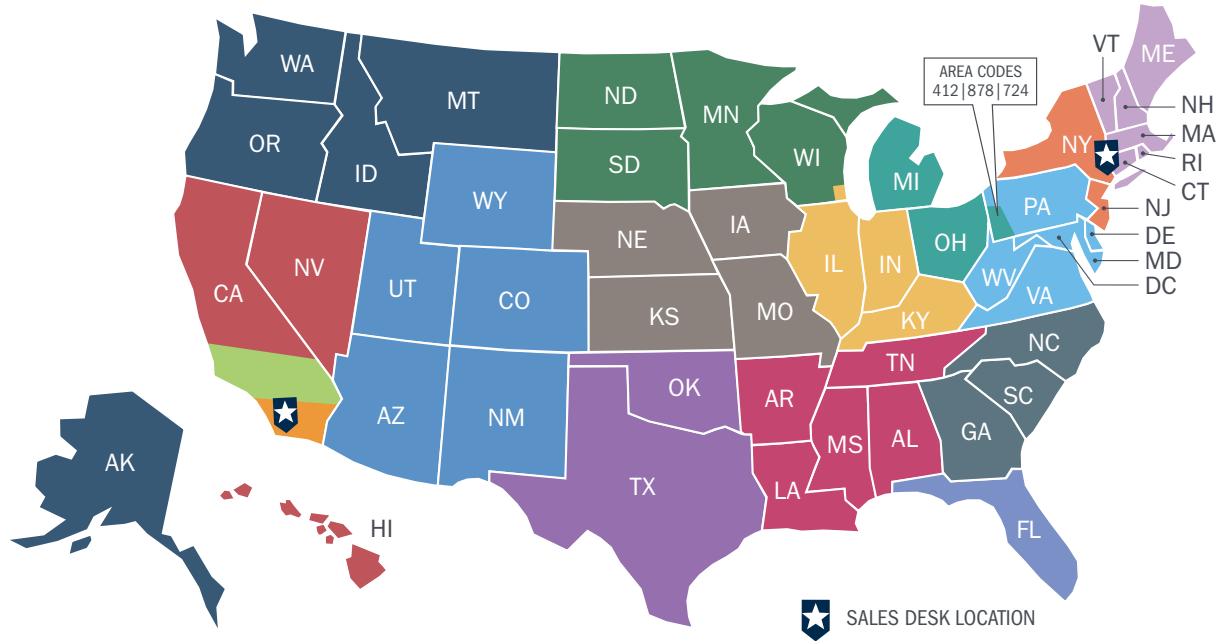 VT
ME
AREA CODES
412|878|724
WA
MT
ND
MN
NH
MA
OR
ID
SD
WI
MI
NY
RI
CT
WY
NE
IA
PA
NJ
DE
MD
DC
NV
CA
UT
CO
KS
MO
IL
IN
OH
WV
VA
KY
NC
TN
SC
AZ
NM
OK
AR
MS
AL
GA
TX
LA
FL
AK
HI
SALES DESK LOCATION